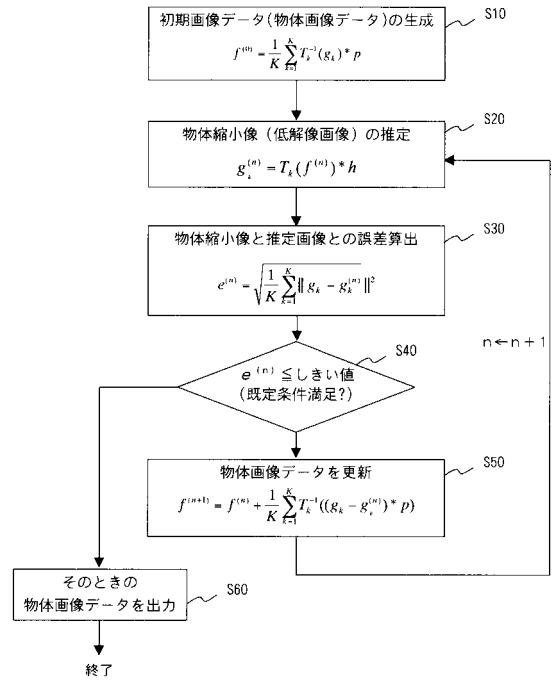 S10
初期画像データ(物体画像データ)の生成
f^{(0)} = \frac{1}{K} \sum_{k=1}^{K} T_k^{-1}(g_k) * p
S20
物体縮小像(低解像画像)の推定
g_k^{(n)} = T_k(f^{(n)}) * h
S30
物体縮小像と推定画像との誤差算出
e^{(n)} = \sqrt{\frac{1}{K} \sum_{k=1}^{K} \| g_k - g_k^{(n)}} \|^2
n←n+1
S40
e^{(n)}≦しきい値
(既定条件満足?)
S50
物体画像データを更新
f^{(n+1)} = f^{(n)} + \frac{1}{K} \sum_{k=1}^{K} T_k^{-1}((g_k - g_k^{(n)}) * p)
そのときの
物体画像データを出力
S60
終了